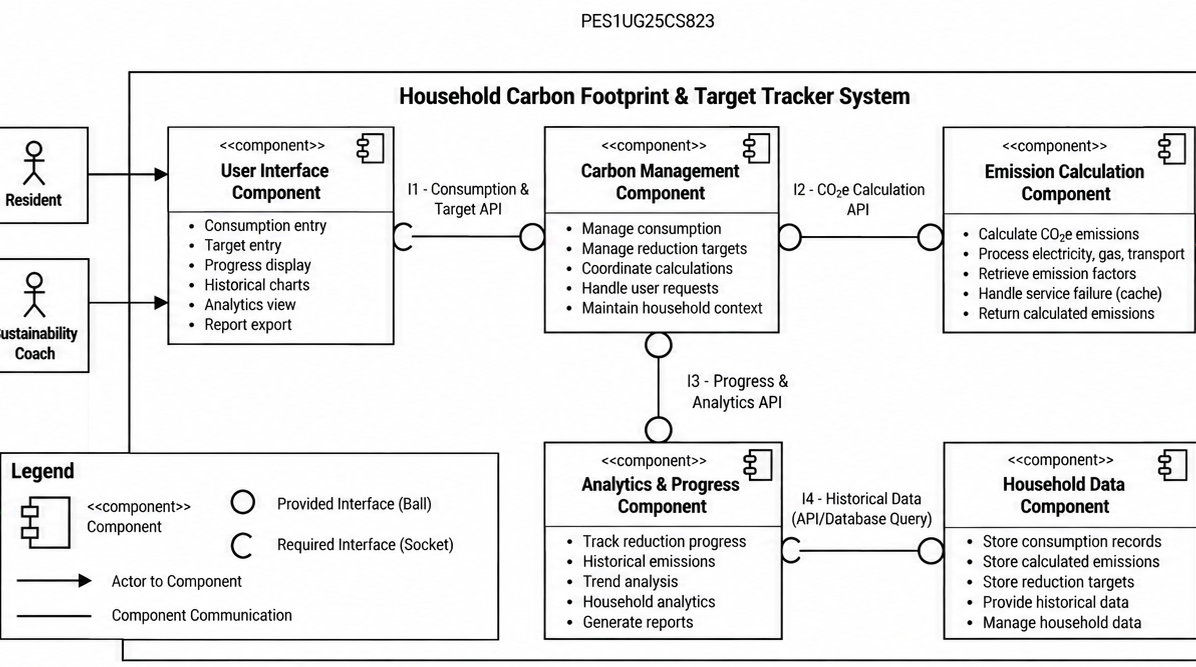 PES1UG25CS823
Household Carbon Footprint & Target Tracker System
Resident
ustainability
Coach
<<component>>
User Interface
Component
• Consumption entry
• Target entry
• Progress display
• Historical charts
• Analytics view
• Report export
I1 - Consumption &
Target API
<<component>>
Carbon Management
Component
• Manage consumption
• Manage reduction targets
• Coordinate calculations
• Handle user requests
• Maintain household context
I2 - CO₂e Calculation
API
<<component>>
Emission Calculation
Component
• Calculate CO₂e emissions
• Process electricity, gas, transport
• Retrieve emission factors
• Handle service failure (cache)
• Return calculated emissions
I3 - Progress &
Analytics API
<<component>>
Analytics & Progress
Component
• Track reduction progress
• Historical emissions
• Trend analysis
• Household analytics
• Generate reports
I4 - Historical Data
(API/Database Query)
<<component>>
Household Data
Component
• Store consumption records
• Store calculated emissions
• Store reduction targets
• Provide historical data
• Manage household data
Legend
<<component>>
Component
Provided Interface (Ball)
Required Interface (Socket)
Actor to Component
Component Communication